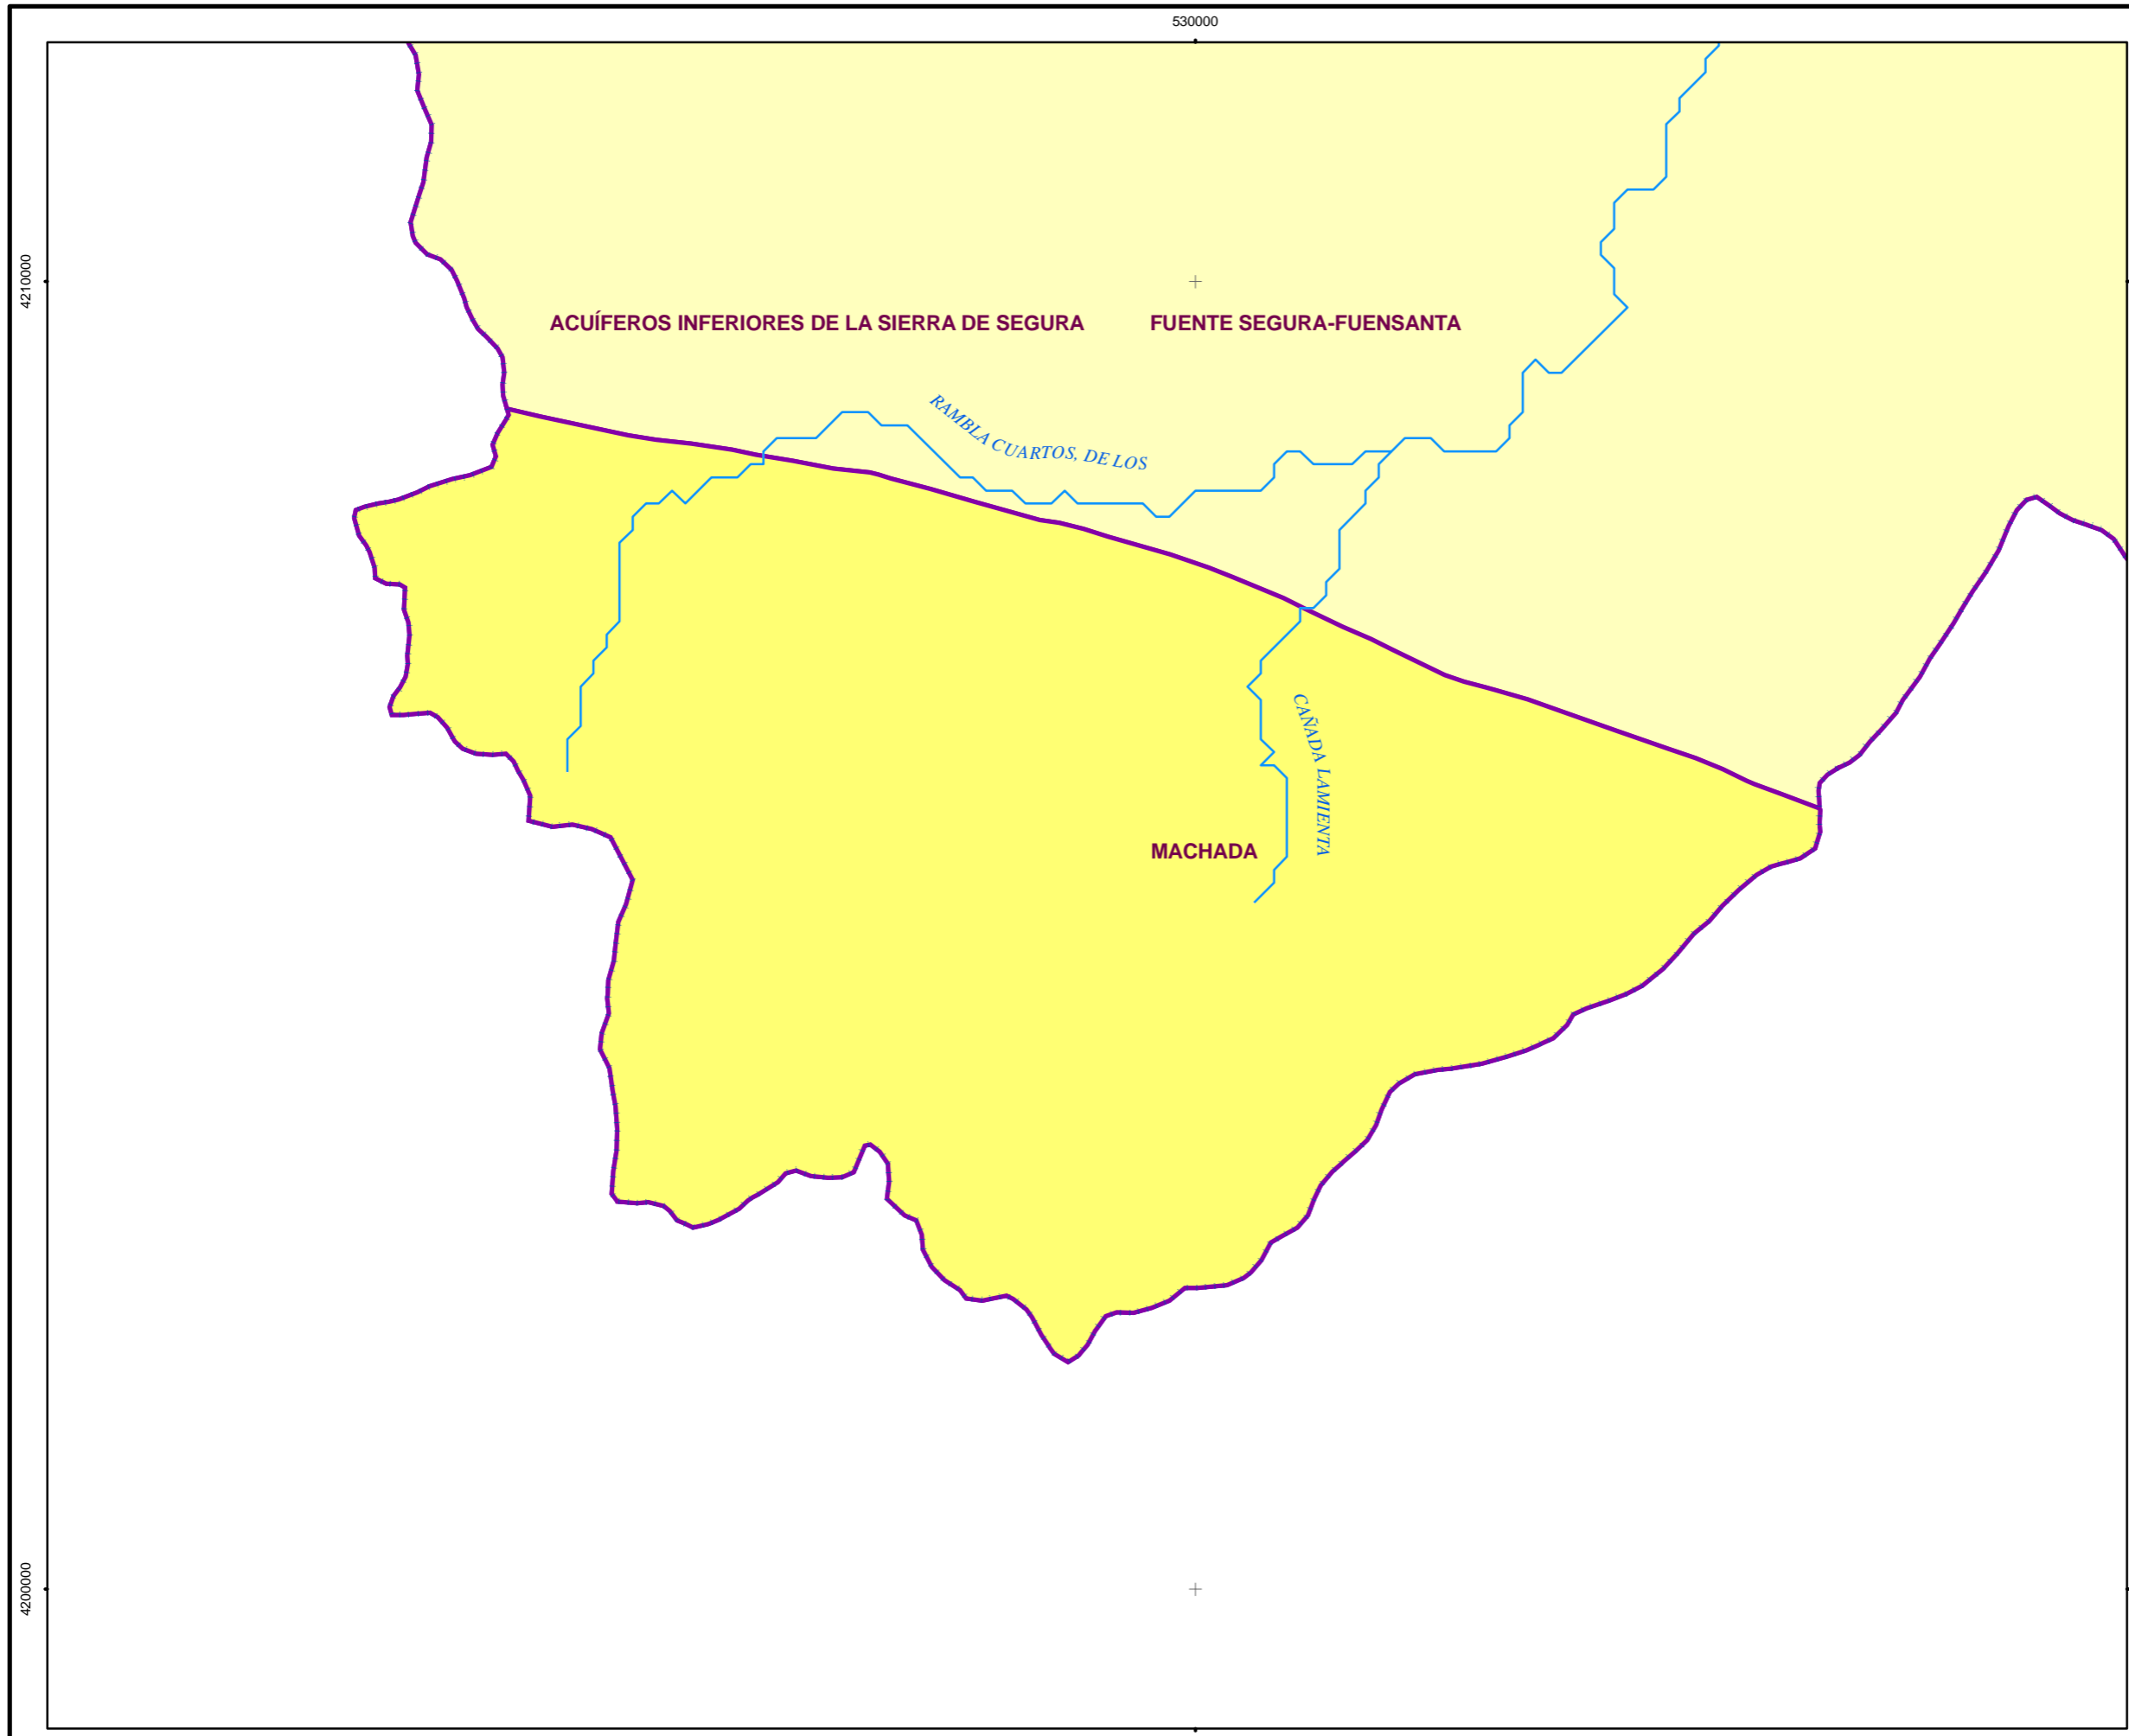 530000
4210000
ACUÍFEROS INFERIORES DE LA SIERRA DE SEGURA
FUENTE SEGURA-FUENSANTA
RAMBLA CUARTOS, DE LOS
CAÑADA LAMIENTA
MACHADA
4200000